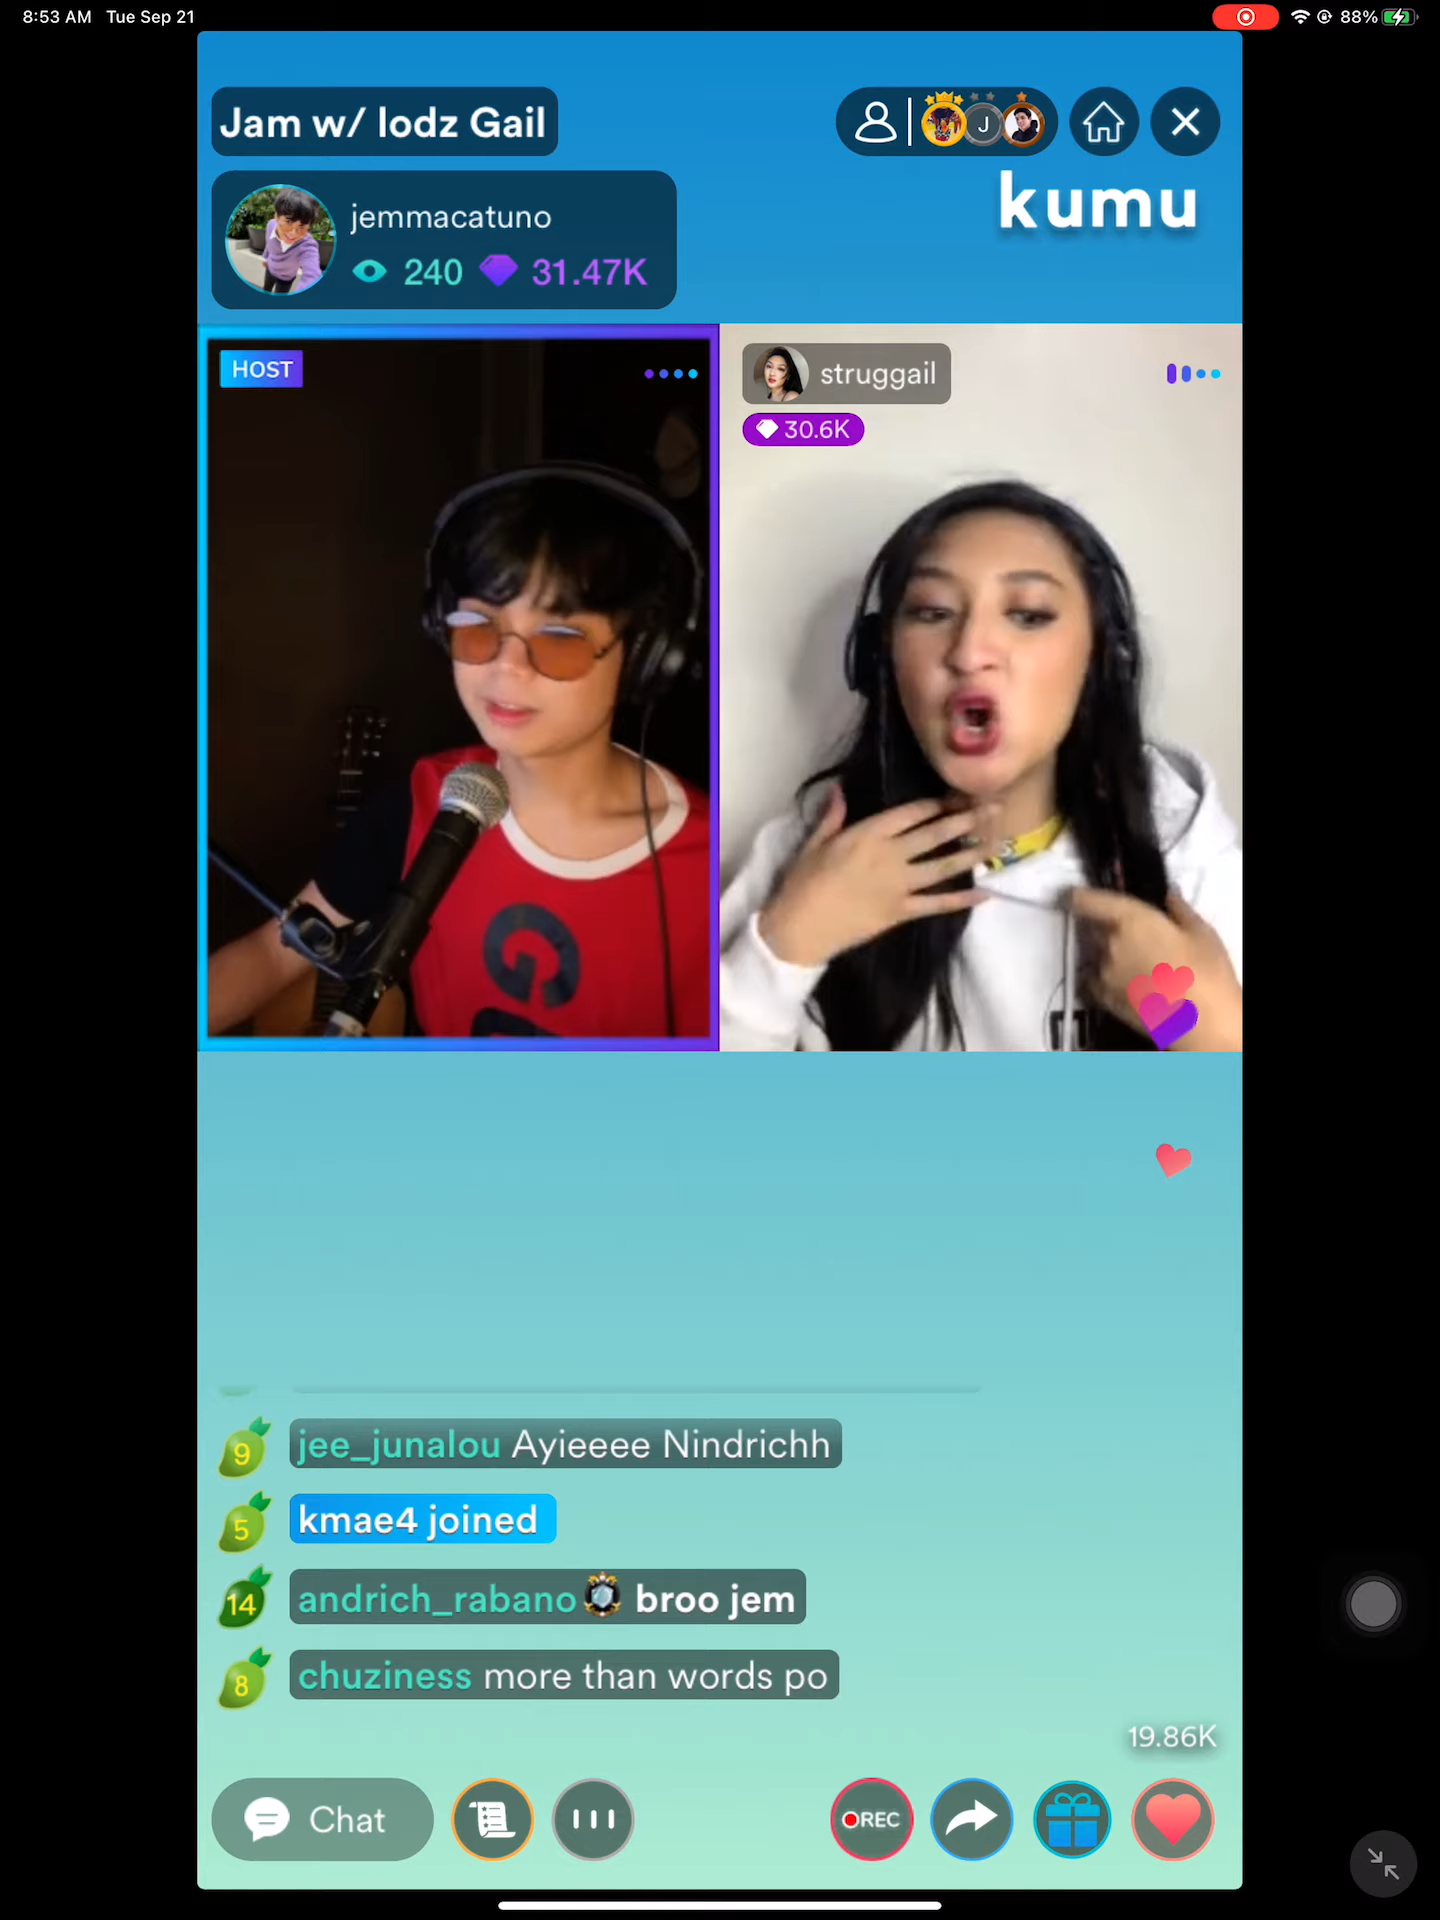 8:53 AM Tue Sep 21
88%
Jam w/ lodz Gail
J
jemmacatuno
kumu
240 31.47K
HOST
struggail
30.6K
G
9 jee_junalou Ayieeee Nindrichh
5 kmae4 joined
14 andrich_rabano broo jem
8 chuziness more than words po
19.86K
Chat
REC